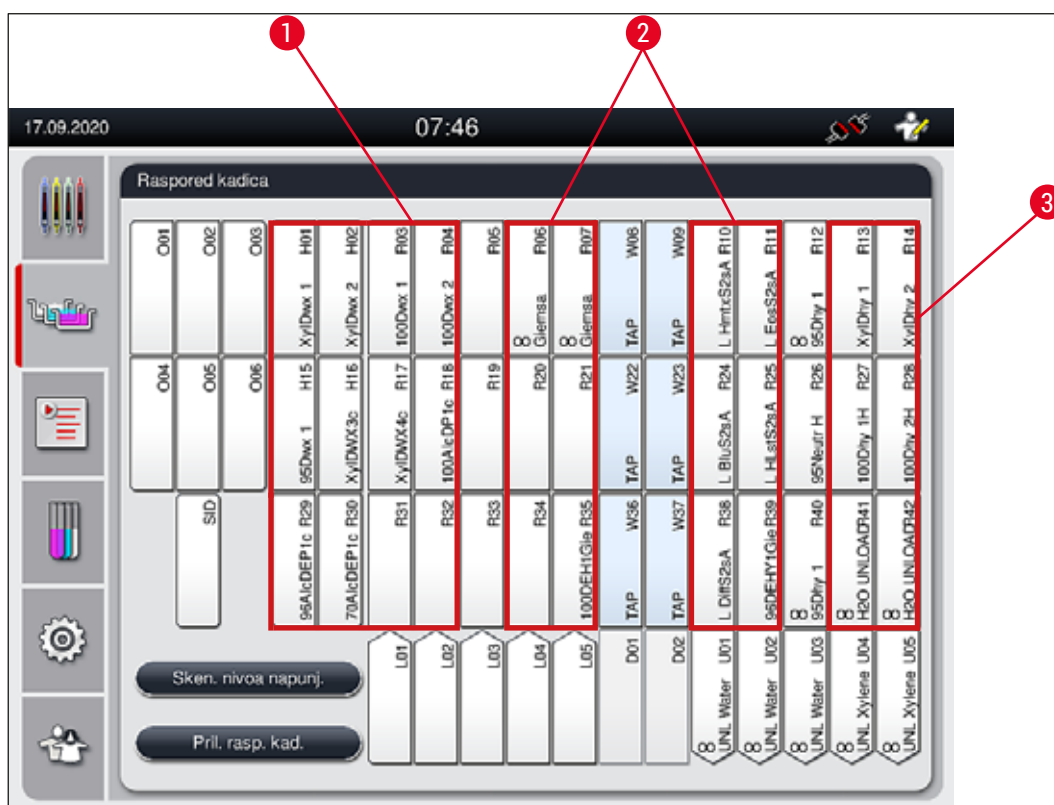 1
2
3
17.09.2020
07:46
Raspored kadica
O01
O02
O03
XylDwx 1 H01
XylDwx 2 H02
100Dwx 1 R03
100Dwx 2 R04
R05
∞ Giemsa R06
∞ Giemsa R07
TAP W08
TAP W09
L HmtxS2sA R10
L EosS2sA R11
∞ 95Dhy 1 R12
XylDhy 1 R13
XylDhy 2 R14
O04
O05
O06
95Dwx 1 H15
XylDWX3c H16
XylDWX4c R17
100AlcDP1c R18
R19
R20
R21
TAP W22
TAP W23
L BluS2sA R24
L HLstS2sA R25
95Neutr H R26
100Dhy 1H R27
100Dhy 2H R28
SID
96AlcDEP1c R29
70AlcDEP1c R30
R31
R32
R33
R34
100DEH1Gie R35
TAP W36
TAP W37
L DiffS2sA R38
96DEHY1Gie R39
∞ 95Dhy 1 R40
∞ H2O UNLOADR41
∞ H2O UNLOADR42
L01
L02
L03
L04
L05
D01
D02
∞ UNL Water U01
∞ UNL Water U02
∞ UNL Water U03
∞ UNL Xylene U04
∞ UNL Xylene U05
Sken. nivoa napunj.
Pril. rasp. kad.